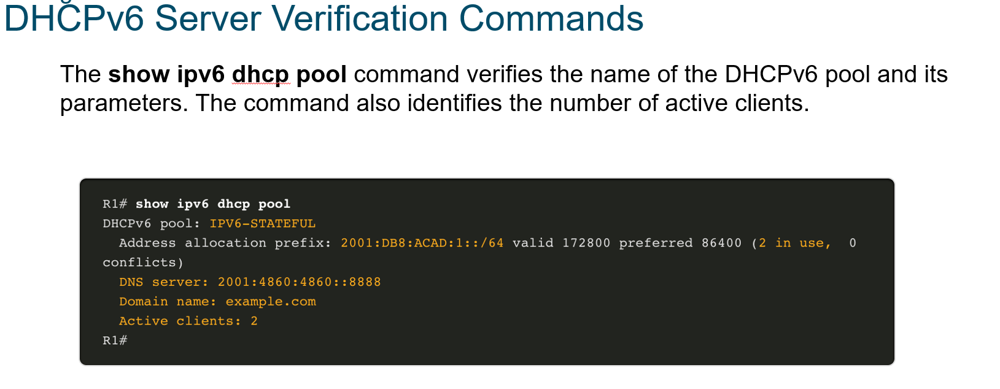 DHCPv6 Server Verification Commands
The show ipv6 dhcp pool command verifies the name of the DHCPv6 pool and its
parameters. The command also identifies the number of active clients.
R1# show ipv6 dhcp pool
DHCPv6 pool: IPV6-STATEFUL
  Address allocation prefix: 2001:DB8:ACAD:1::/64 valid 172800 preferred 86400 (2 in use,  0
conflicts)
  DNS server: 2001:4860:4860::8888
  Domain name: example.com
  Active clients: 2
R1#